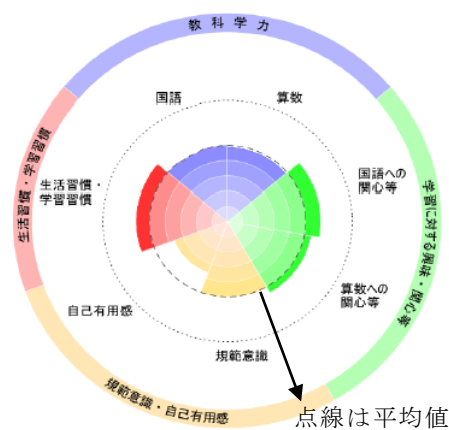 教科学力
国語
算数
生活習慣・学習習慣
生活習慣・
学習習慣
国語への
関心等
学習に対する興味・関心等
算数への
関心等
自己有用感
規範意識
規範意識・自己有用感
点線は平均値